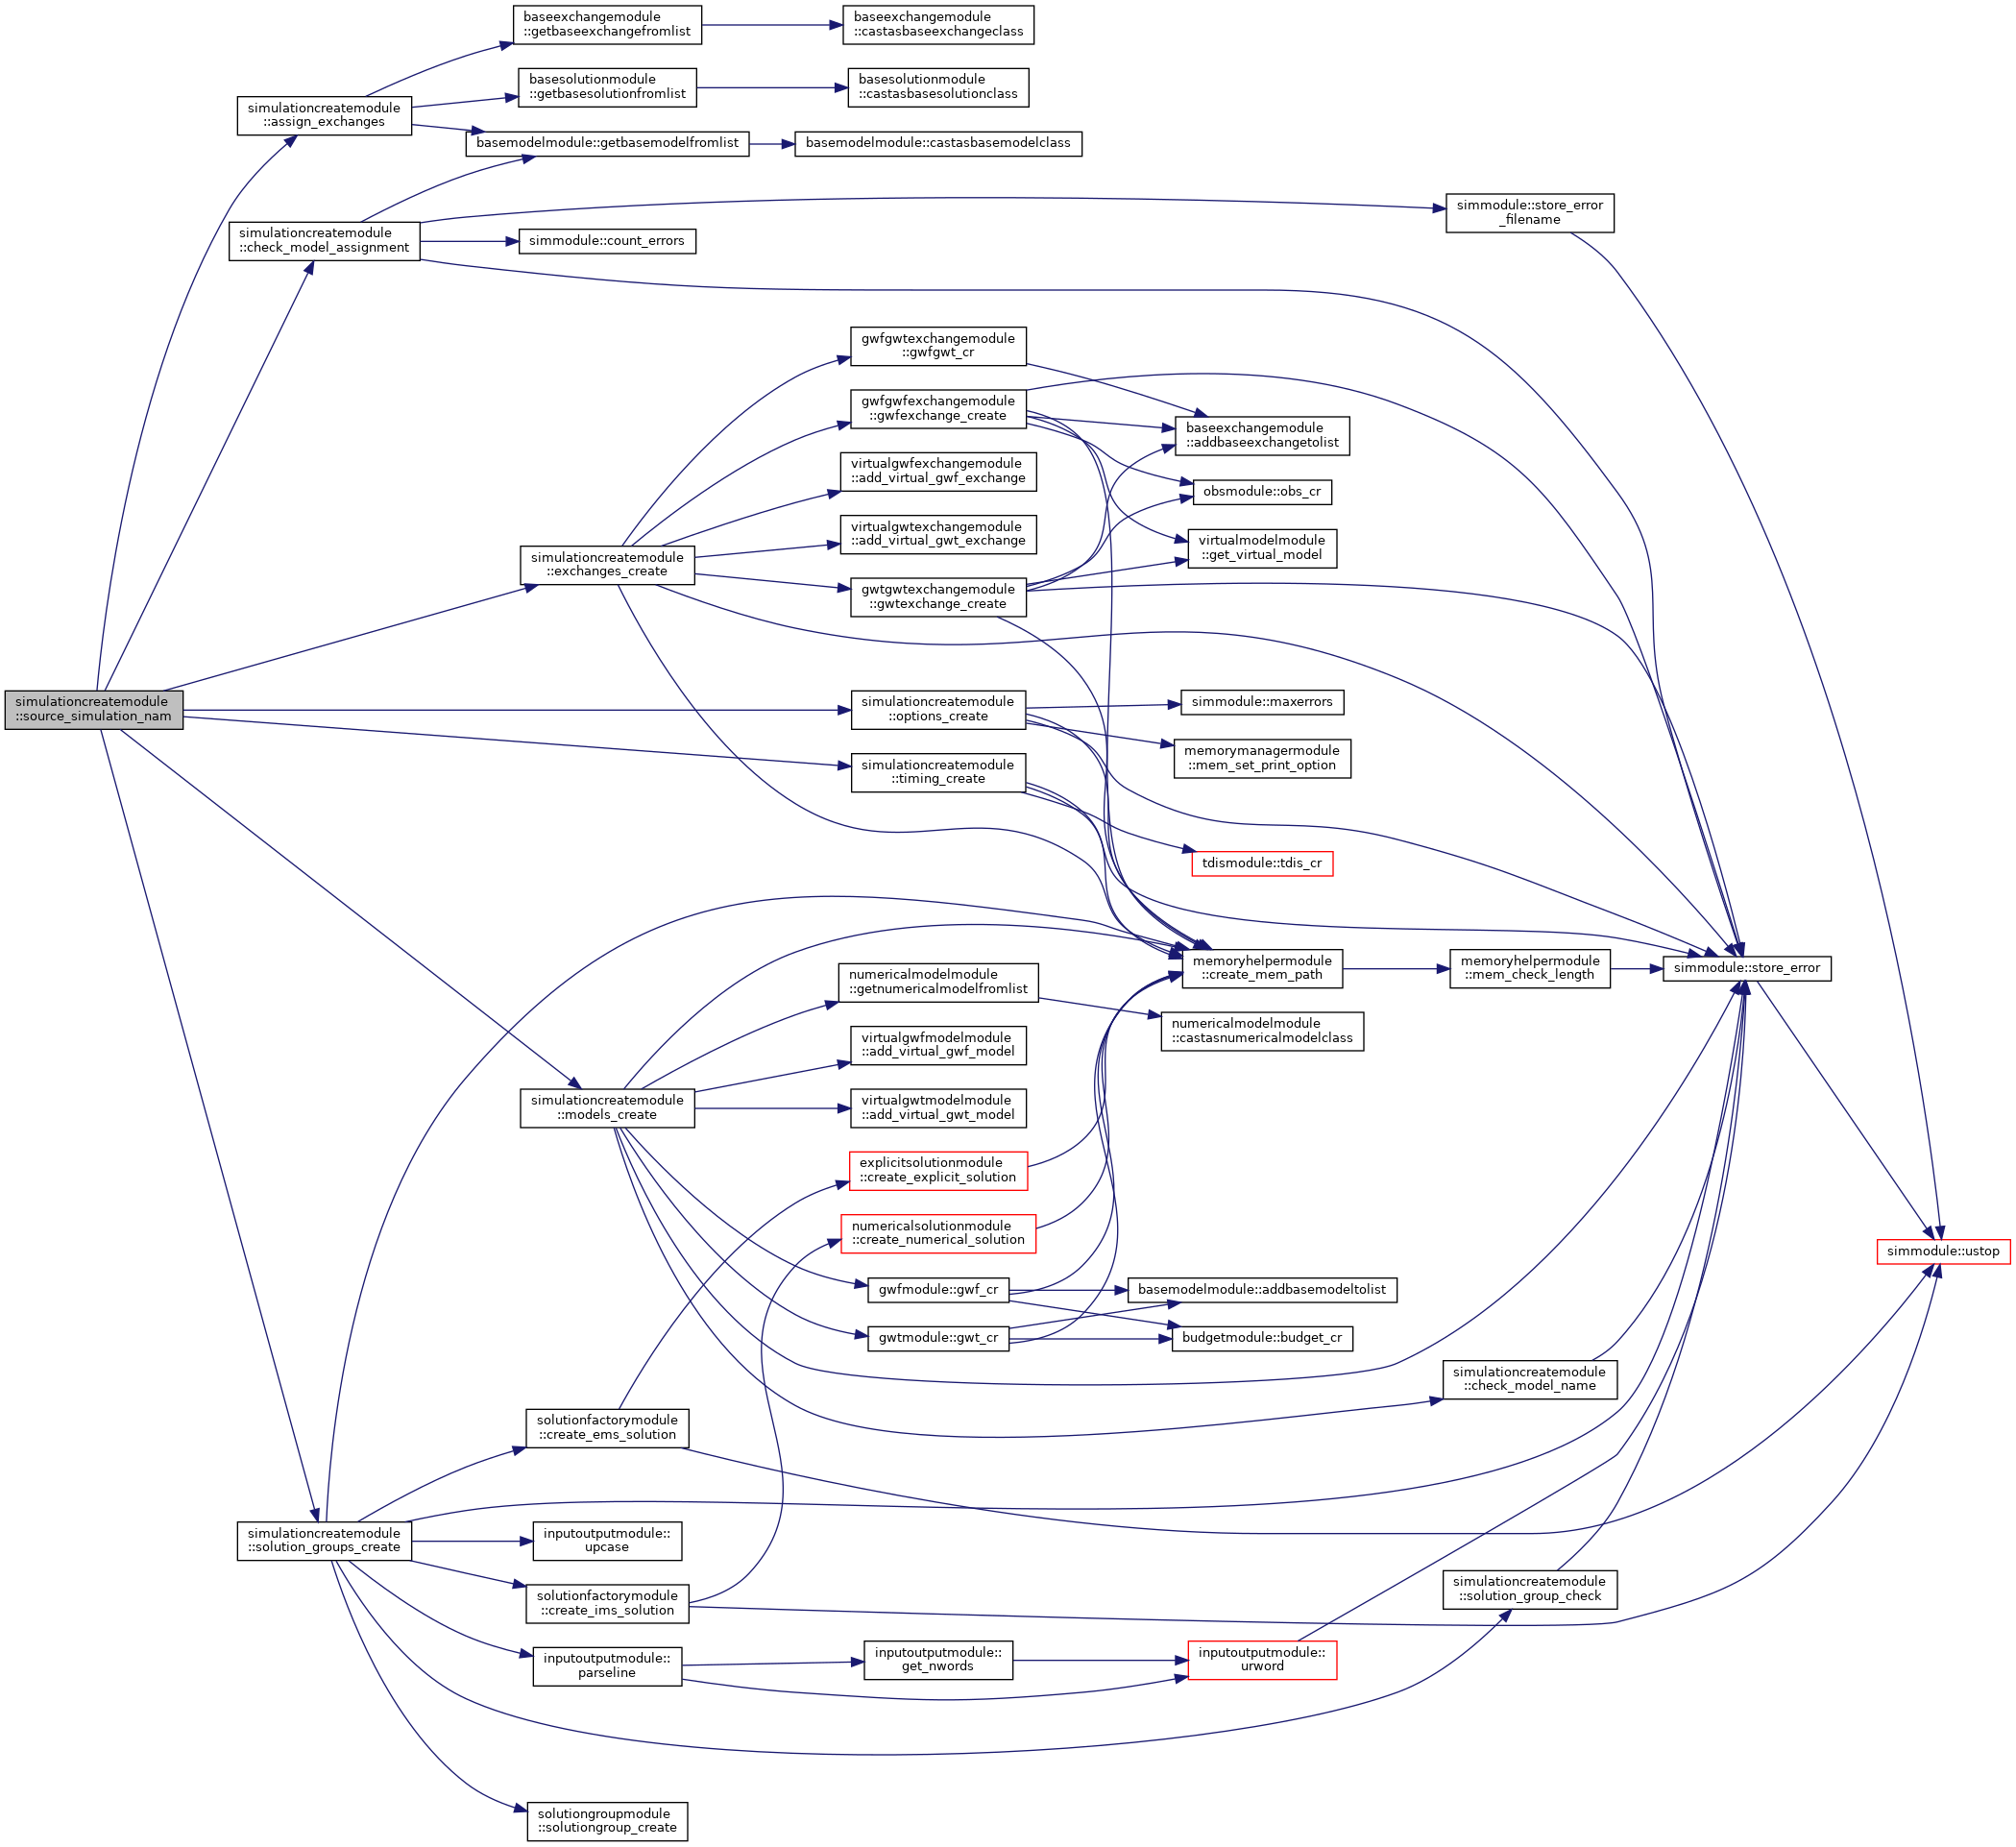 baseexchangemodule
::getbaseexchangefromlist
baseexchangemodule
::castasbaseexchangeclass
basesolutionmodule
::getbasesolutionfromlist
basesolutionmodule
::castasbasesolutionclass
simulationcreatemodule
::assign_exchanges
basemodelmodule::getbasemodelfromlist
basemodelmodule::castasbasemodelclass
simmodule::store_error
_filename
simulationcreatemodule
::check_model_assignment
simmodule::count_errors
gwfgwtexchangemodule
::gwfgwt_cr
gwfgwfexchangemodule
::gwfexchange_create
baseexchangemodule
::addbaseexchangetolist
virtualgwfexchangemodule
::add_virtual_gwf_exchange
obsmodule::obs_cr
virtualgwtexchangemodule
::add_virtual_gwt_exchange
virtualmodelmodule
::get_virtual_model
simulationcreatemodule
::exchanges_create
gwtgwtexchangemodule
::gwtexchange_create
simulationcreatemodule
::source_simulation_nam
simulationcreatemodule
::options_create
simmodule::maxerrors
memorymanagermodule
::mem_set_print_option
simulationcreatemodule
::timing_create
tdismodule::tdis_cr
memoryhelpermodule
::create_mem_path
memoryhelpermodule
::mem_check_length
simmodule::store_error
numericalmodelmodule
::getnumericalmodelfromlist
numericalmodelmodule
::castasnumericalmodelclass
virtualgwfmodelmodule
::add_virtual_gwf_model
simulationcreatemodule
::models_create
virtualgwtmodelmodule
::add_virtual_gwt_model
explicitsolutionmodule
::create_explicit_solution
numericalsolutionmodule
::create_numerical_solution
simmodule::ustop
gwfmodule::gwf_cr
basemodelmodule::addbasemodeltolist
gwtmodule::gwt_cr
budgetmodule::budget_cr
simulationcreatemodule
::check_model_name
solutionfactorymodule
::create_ems_solution
simulationcreatemodule
::solution_groups_create
inputoutputmodule::
upcase
solutionfactorymodule
::create_ims_solution
simulationcreatemodule
::solution_group_check
inputoutputmodule::
parseline
inputoutputmodule::
get_nwords
inputoutputmodule::
urword
solutiongroupmodule
::solutiongroup_create